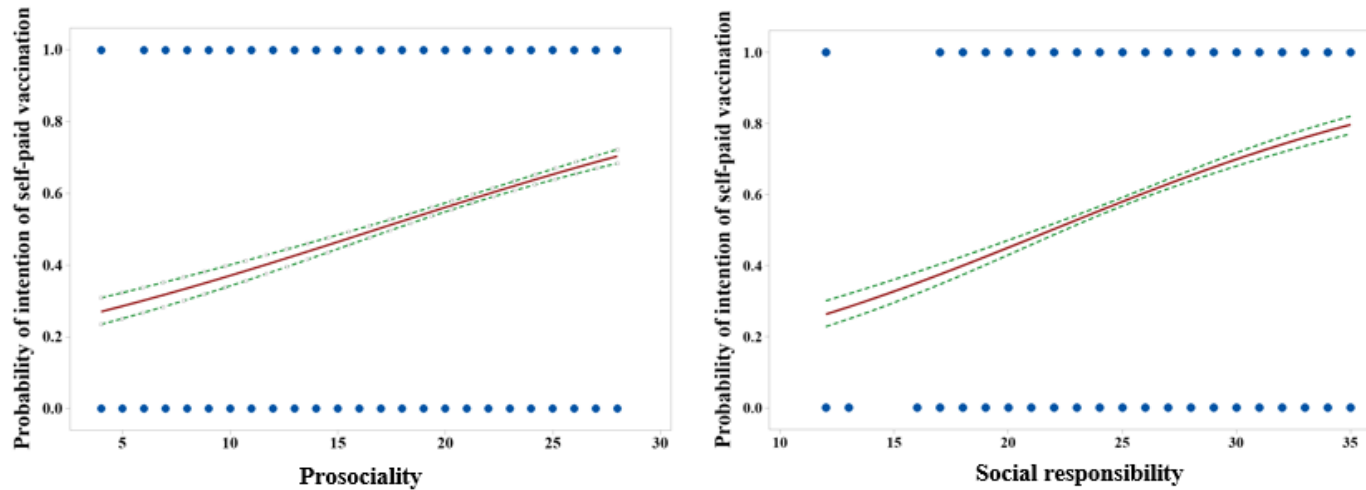 Probability of intention of self-paid vaccination
1.0
0.8
0.6
0.4
0.2
0.0
5 10 15 20 25 30
Prosociality
Probability of intention of self-paid vaccination
1.0
0.8
0.6
0.4
0.2
0.0
10 15 20 25 30 35
Social responsibility